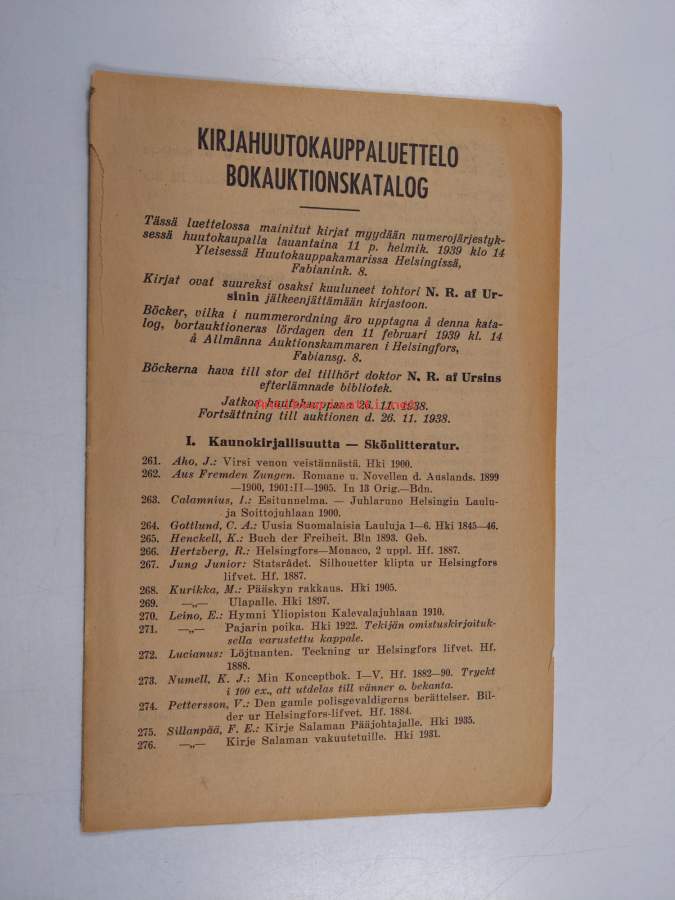 KIRJAHUUTOKAUPPALUETTELO
BOKAUKTIONSKATALOG
Tässä luettelossa mainitut kirjat myydään numerojärjestyk-
sessä huutokaupalla lauantaina 11 p. helmik. 1939 klo 14
Yleisessä Huutokauppakamarissa Helsingissä,
Fabianink. 8.
Kirjat ovat suureksi osaksi kuuluneet tohtori N. R. af Ur-
sinin jälkeenjättämään kirjastoon.
Böcker, vilka i nummerordning äro upptagna å denna kata-
log, bortauktioneras lördagen den 11 februari 1939 kl. 14
å Allmänna Auktionskammaren i Helsingfors,
Fabiansg. 8.
Böckerna hava till stor del tillhört doktor N. R. af Ursins
efterlämnade bibliotek.
Jatkoa huutokauppaan 26. 11. 1938.
Fortsättning till auktionen d. 26. 11. 1938.
I. Kaunokirjallisuutta — Skönlitteratur.
261. Aho, J.: Virsi venon veistännästä. Hki 1900.
262. Aus Fremden Zungen. Romane u. Novellen d. Auslands. 1899
—1900, 1901:II—1905. In 13 Orig.—Bdn.
263. Calamnius, I.: Esitunnelma. — Juhlaruno Helsingin Laulu-
ja Soittojuhlaan 1900.
264. Gottlund, C. A.: Uusia Suomalaisia Lauluja 1—6. Hki 1845—46.
265. Henckell, K.: Buch der Freiheit. Bln 1893. Geb.
266. Hertzberg, R.: Helsingfors—Monaco, 2 uppl. Hf. 1887.
267. Jung Junior: Statsrådet. Silhouetter klipta ur Helsingfors
lifvet. Hf. 1887.
268. Kurikka, M.: Pääskyn rakkaus. Hki 1905.
269. —„— Ulapalle. Hki 1897.
270. Leino, E.: Hymni Yliopiston Kalevalajuhlaan 1910.
271. —„— Pajarin poika. Hki 1922. Tekijän omistuskirjoituk-
sella varustettu kappale.
272. Lucianus: Löjtnanten. Teckning ur Helsingfors lifvet. Hf.
1888.
273. Numell, K. J.: Min Konceptbok. I—V. Hf. 1882—90. Tryckt
i 100 ex., att utdelas till vänner o. bekanta.
274. Pettersson, V.: Den gamle polisgevaldigerns berättelser. Bil-
der ur Helsingfors-lifvet. Hf. 1884.
275. Sillanpää, F. E.: Kirje Salaman Pääjohtajalle. Hki 1935.
276. —„— Kirje Salaman vakuutetuille. Hki 1931.